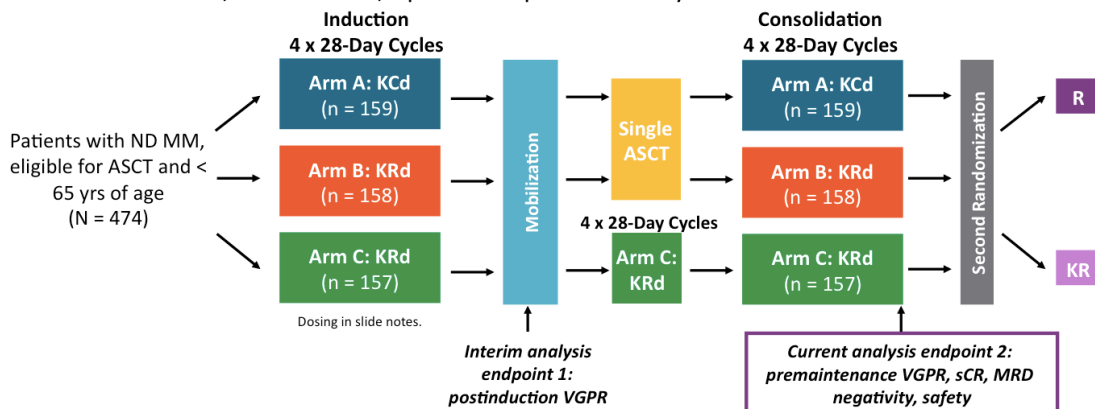 Induction
4 x 28-Day Cycles
Consolidation
4 x 28-Day Cycles
Patients with ND MM,
eligible for ASCT and <
65 yrs of age
(N = 474)
Arm A: KCd
(n = 159)
Arm B: KRd
(n = 158)
Arm C: KRd
(n = 157)
Dosing in slide notes.
Mobilization
Single
ASCT
4 x 28-Day Cycles
Arm C:
KRd
Arm A: KCd
(n = 159)
Arm B: KRd
(n = 158)
Arm C: KRd
(n = 157)
Second Randomization
R
KR
Interim analysis
endpoint 1:
postinduction VGPR
Current analysis endpoint 2:
premaintenance VGPR, sCR, MRD
negativity, safety